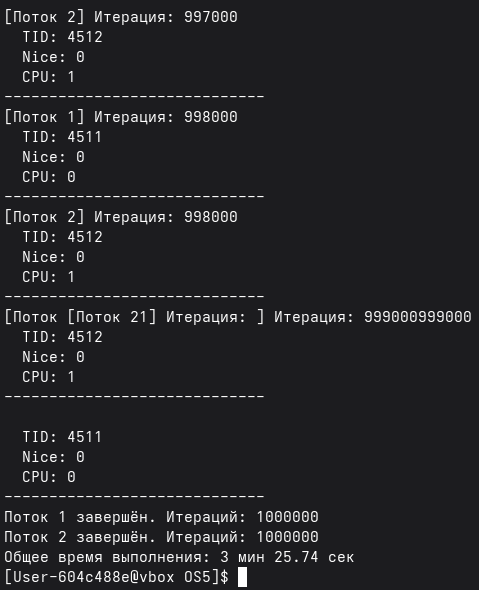 [Поток 2] Итерация: 997000
  TID: 4512
  Nice: 0
  CPU: 1
-----------------------------
[Поток 1] Итерация: 998000
  TID: 4511
  Nice: 0
  CPU: 0
-----------------------------
[Поток 2] Итерация: 998000
  TID: 4512
  Nice: 0
  CPU: 1
-----------------------------
[Поток [Поток 21] Итерация: ] Итерация: 999000999000
  TID: 4512
  Nice: 0
  CPU: 1
-----------------------------

  TID: 4511
  Nice: 0
  CPU: 0
-----------------------------
Поток 1 завершён. Итераций: 1000000
Поток 2 завершён. Итераций: 1000000
Общее время выполнения: 3 мин 25.74 сек
[User-604c488e@vbox OS5]$